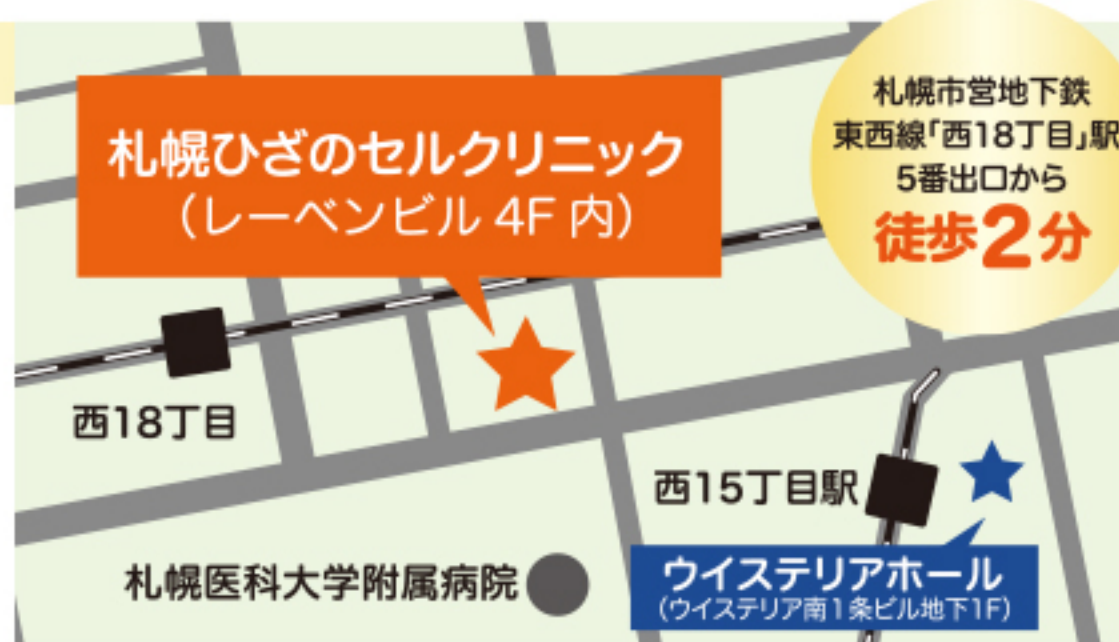 札幌ひざのセルクリニック
（レーベンビル 4F 内）
札幌市営地下鉄
東西線「西18丁目」駅
5番出口から
徒歩2分
西18丁目
西15丁目駅
札幌医科大学附属病院
ウイステリアホール
（ウイステリア南1条ビル地下1F）